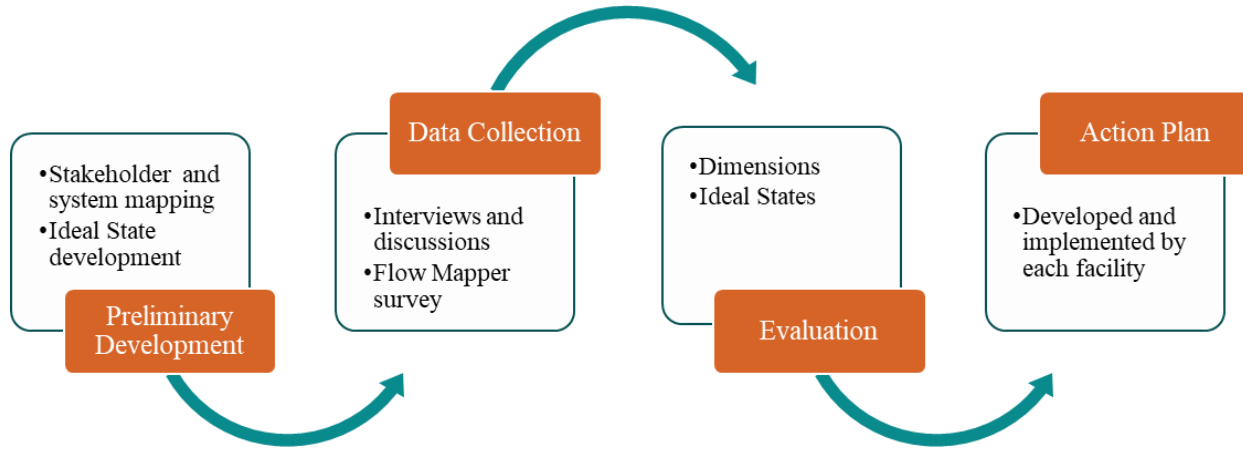 •Stakeholder and
system mapping
•Ideal State
development
Preliminary
Development
Data Collection
•Interviews and
discussions
•Flow Mapper
survey
•Dimensions
•Ideal States
Evaluation
Action Plan
•Developed and
implemented by
each facility